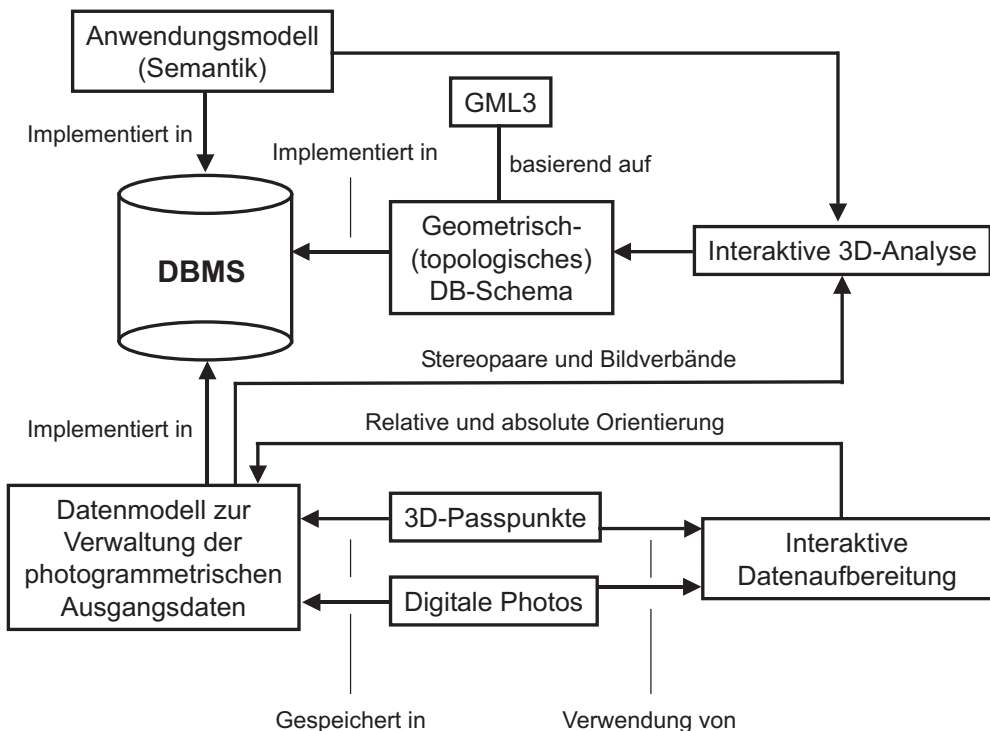 Anwendungsmodell
(Semantik)
GML3
Implementiert in
Implementiert in
basierend auf
DBMS
Geometrisch-
(topologisches)
DB-Schema
Interaktive 3D-Analyse
Stereopaare und Bildverbände
Implementiert in
Relative und absolute Orientierung
Datenmodell zur
Verwaltung der
photogrammetrischen
Ausgangsdaten
3D-Passpunkte
Digitale Photos
Interaktive
Datenaufbereitung
Gespeichert in
Verwendung von